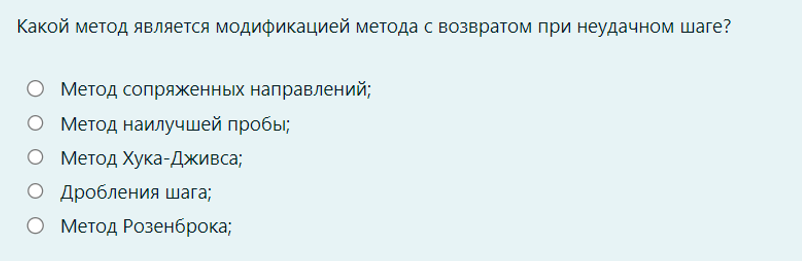 Какой метод является модификацией метода с возвратом при неудачном шаге?
Метод сопряженных направлений;
Метод наилучшей пробы;
Метод Хука-Дживса;
Дробления шага;
Метод Розенброка;